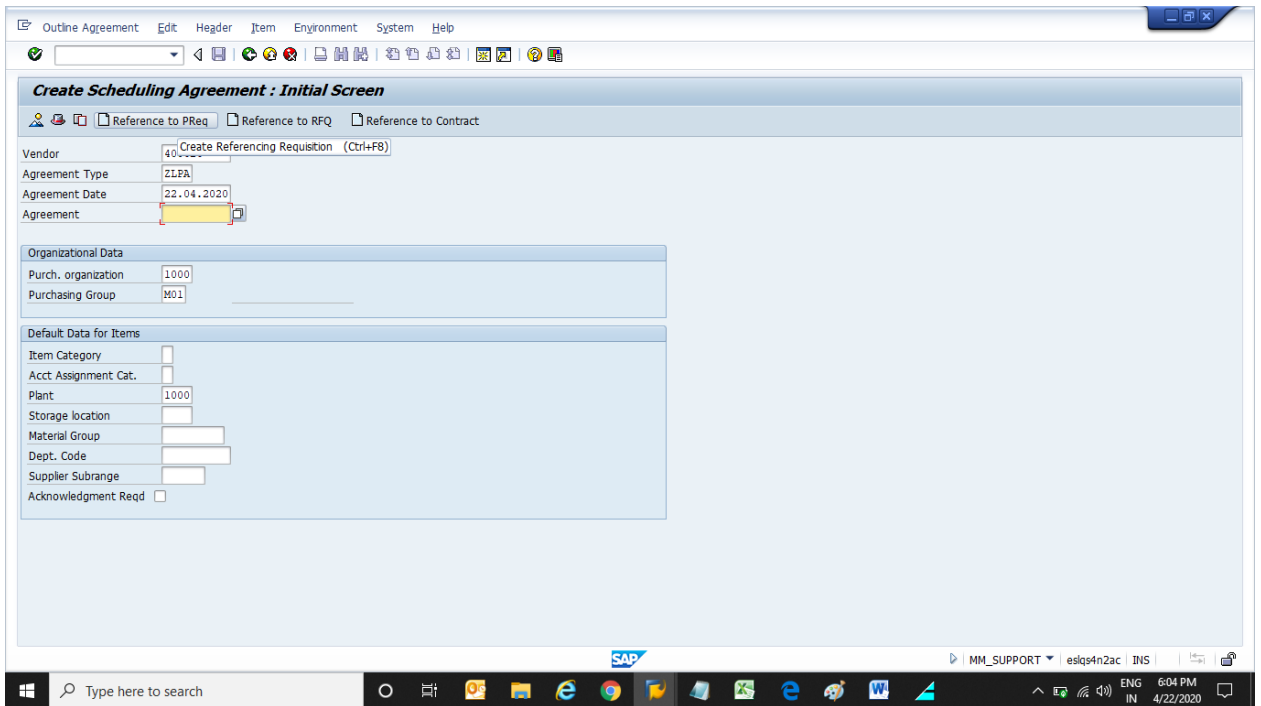 Outline Agreement Edit Header Item Environment System Help
Create Scheduling Agreement : Initial Screen
Reference to PReq Reference to RFQ Reference to Contract
Create Referencing Requisition (Ctrl+F8)
Vendor
Agreement Type ZLPA
Agreement Date 22.04.2020
Agreement
Organizational Data
Purch. organization 1000
Purchasing Group M01
Default Data for Items
Item Category
Acct Assignment Cat.
Plant 1000
Storage location
Material Group
Dept. Code
Supplier Subrange
Acknowledgment Reqd
SAP
MM_SUPPORT eslqs4n2ac INS
Type here to search
ENG 6:04 PM
IN 4/22/2020